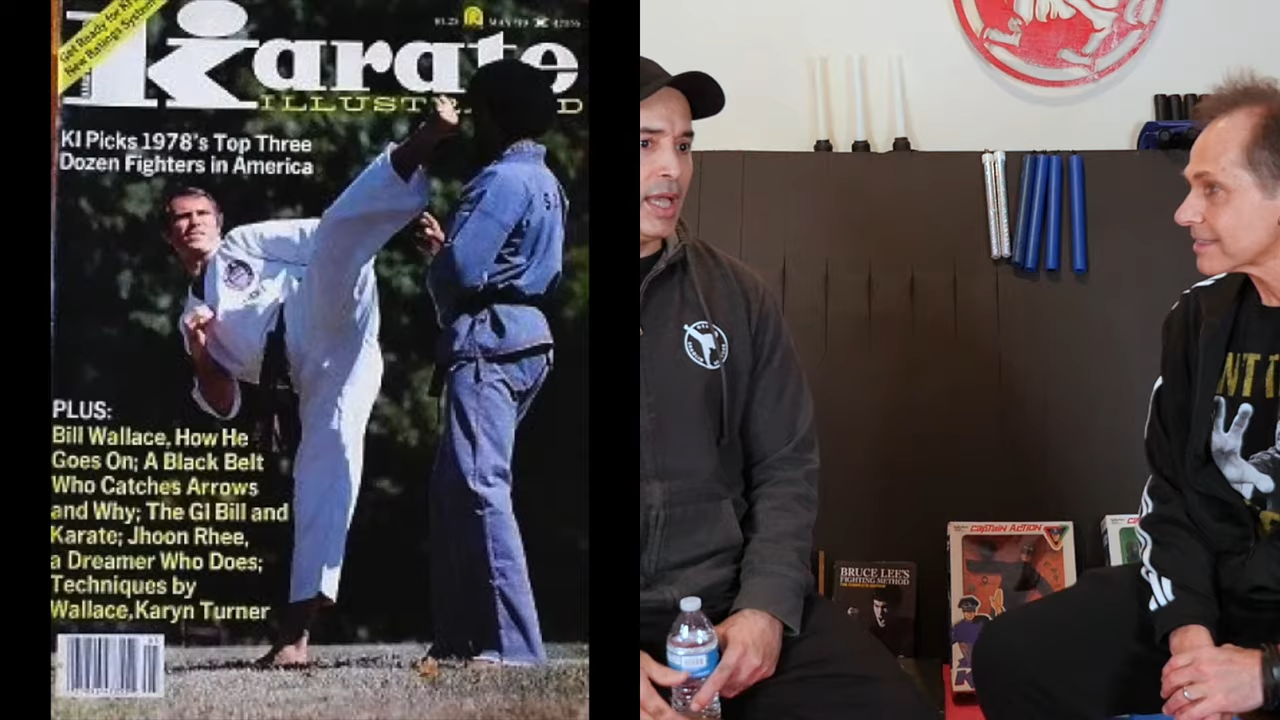 Get Ready for KI's
New Ratings System
Karate
ILLUSTRATED
KI Picks 1978's Top Three
Dozen Fighters in America
PLUS:
Bill Wallace, How He
Goes On; A Black Belt
Who Catches Arrows
and Why; The GI Bill and
Karate; Jhoon Rhee,
a Dreamer Who Does;
Techniques by
Wallace, Karyn Turner
CAPTAIN ACTION
BRUCE LEE'S
FIGHTING METHOD